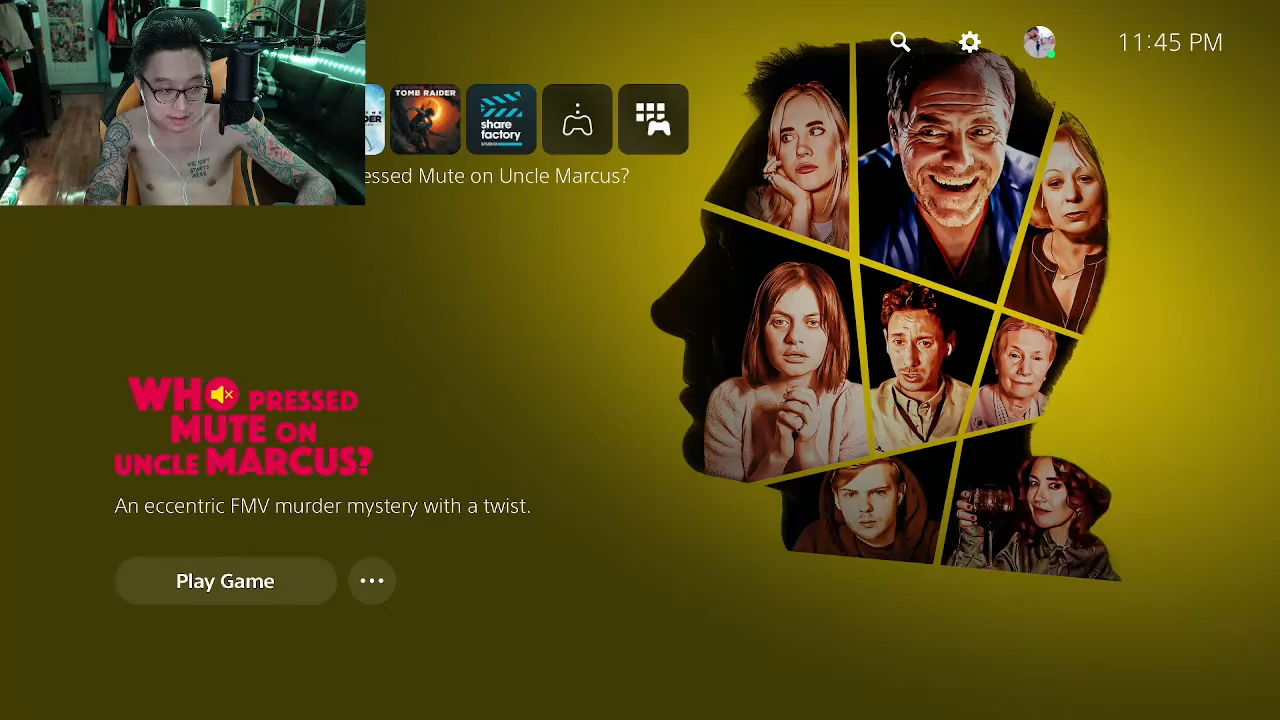 11:45 PM
TOMB RAIDER
share
factory
STUDIO
essed Mute on Uncle Marcus?
WHO PRESSED
MUTE ON
UNCLE MARCUS?
An eccentric FMV murder mystery with a twist.
Play Game